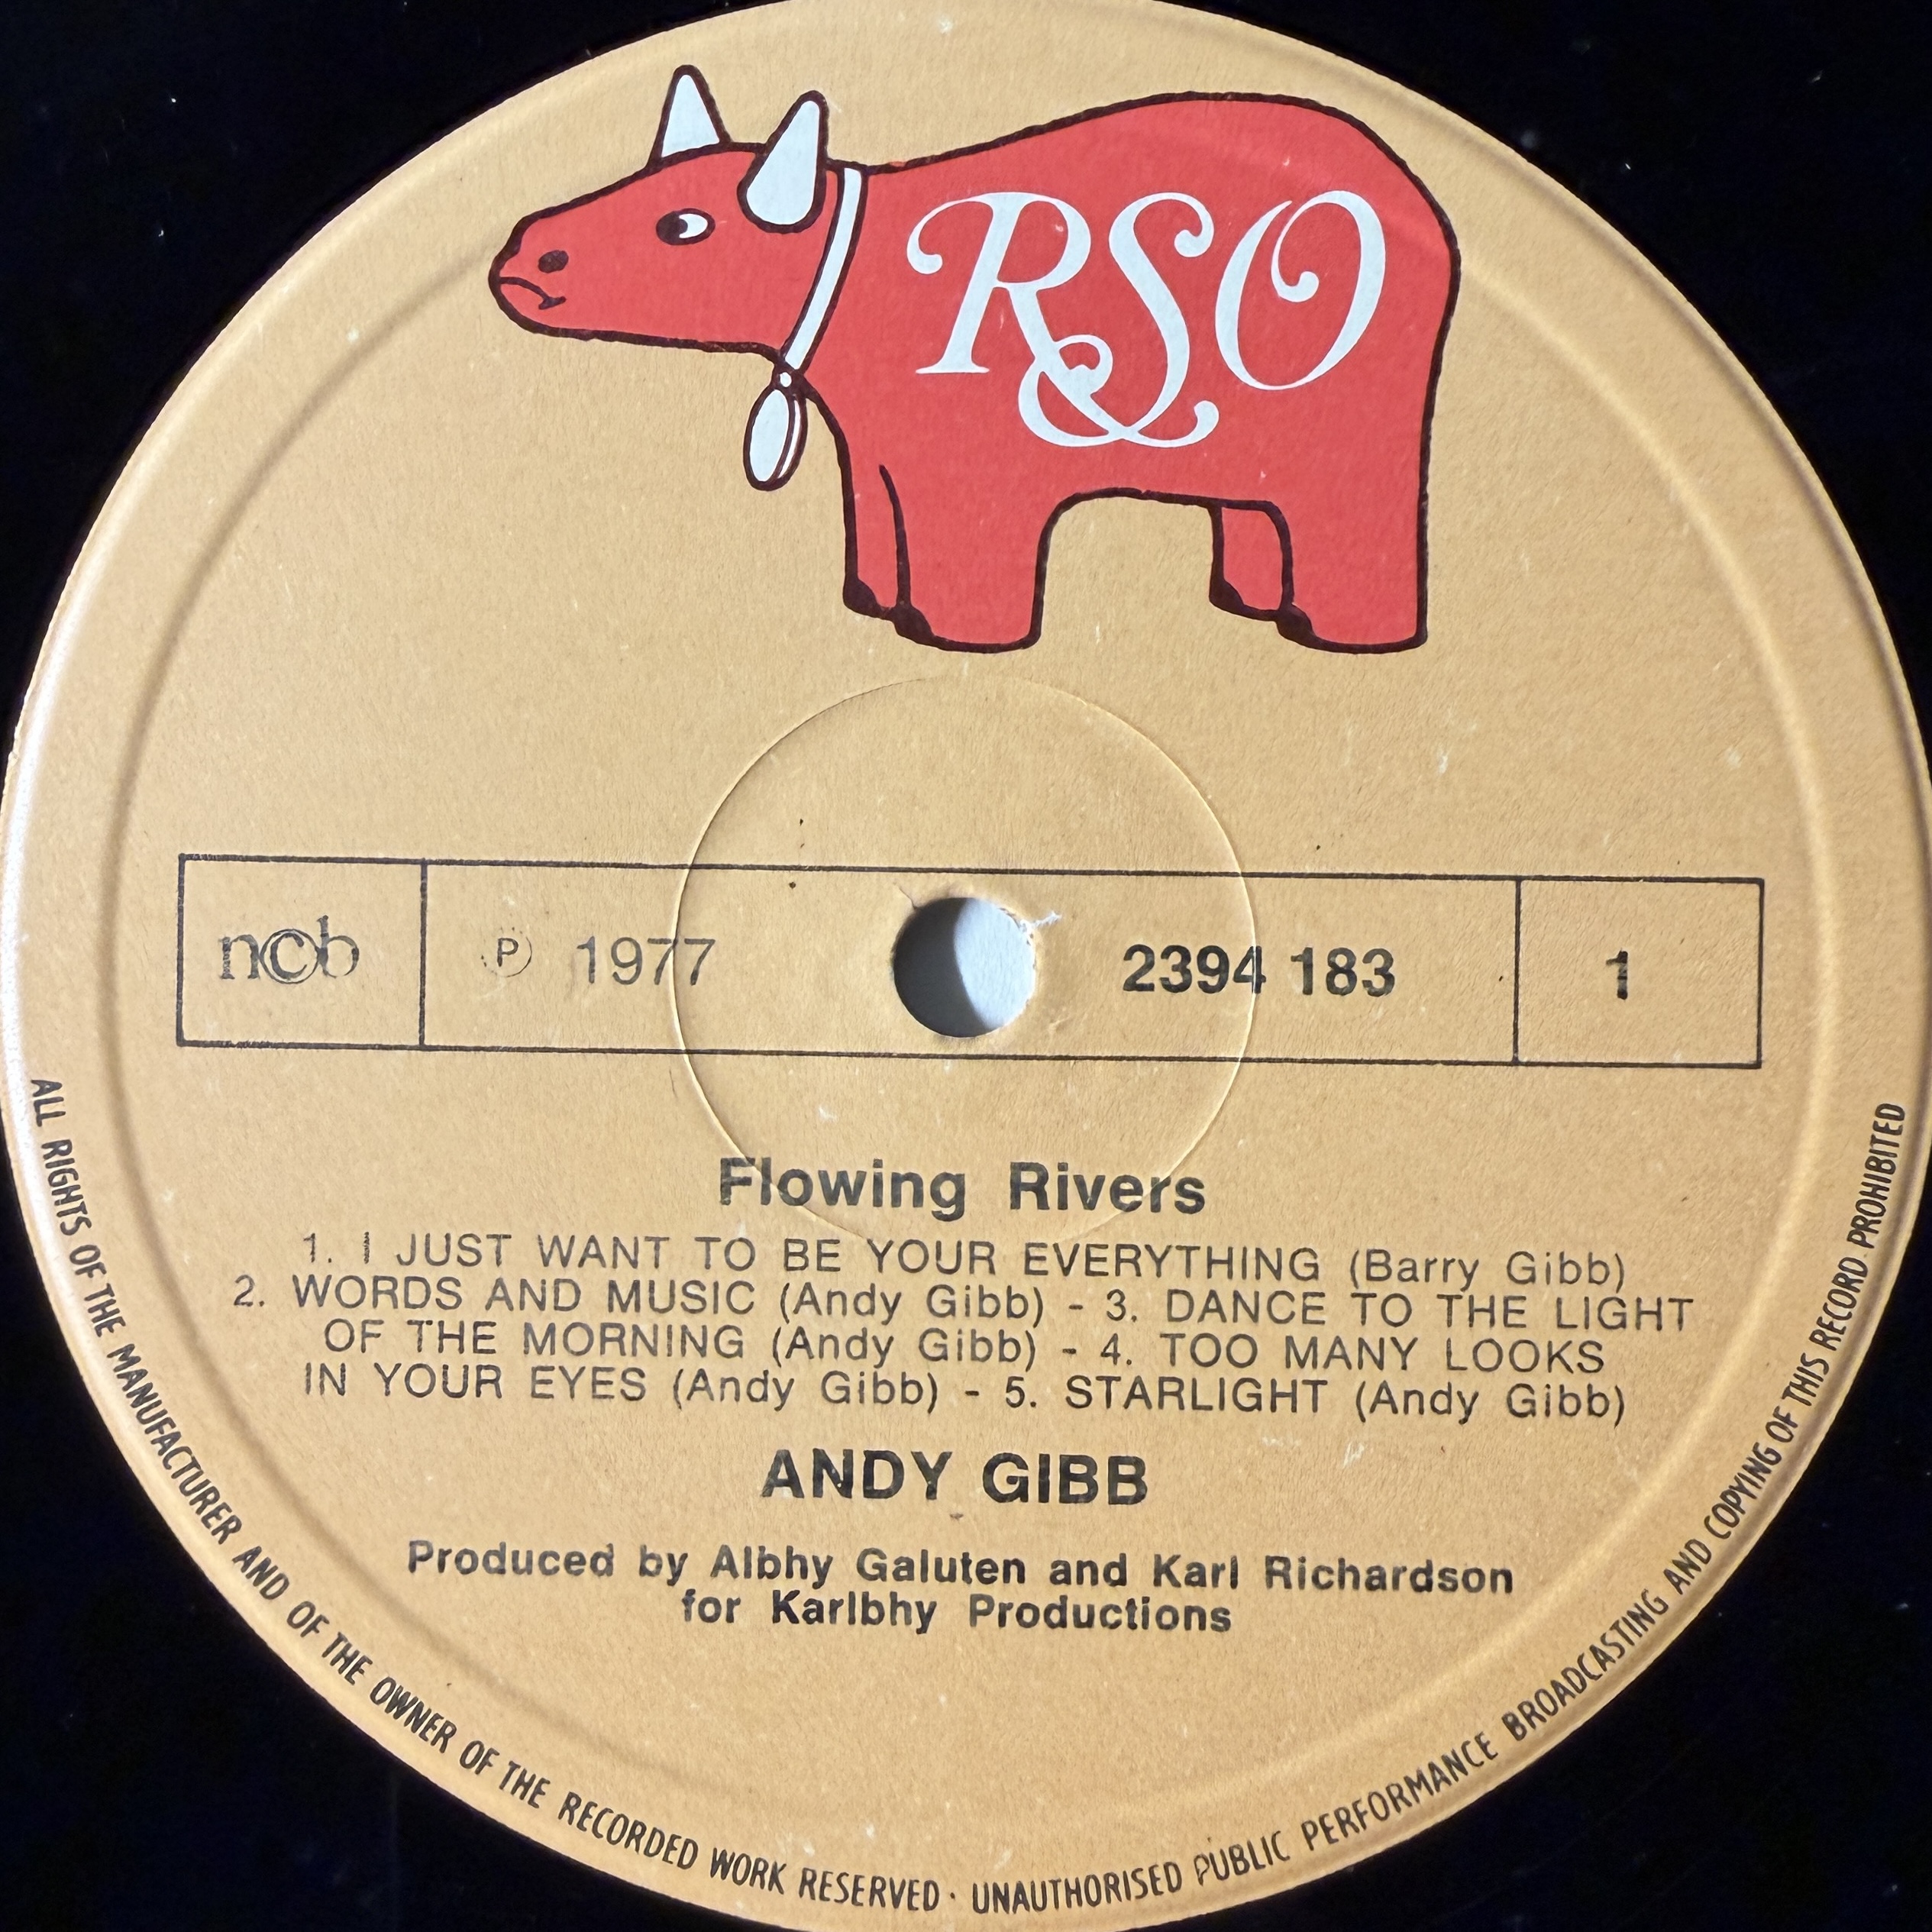 RSO
ncb ℗ 1977 2394 183 1
Flowing Rivers
1. I JUST WANT TO BE YOUR EVERYTHING (Barry Gibb)
2. WORDS AND MUSIC (Andy Gibb) - 3. DANCE TO THE LIGHT
OF THE MORNING (Andy Gibb) - 4. TOO MANY LOOKS
IN YOUR EYES (Andy Gibb) - 5. STARLIGHT (Andy Gibb)
ANDY GIBB
Produced by Albhy Galuten and Karl Richardson
for Karlbhy Productions
ALL RIGHTS OF THE MANUFACTURER AND OF THE OWNER OF THE RECORDED WORK RESERVED · UNAUTHORISED PUBLIC PERFORMANCE BROADCASTING AND COPYING OF THIS RECORD PROHIBITED